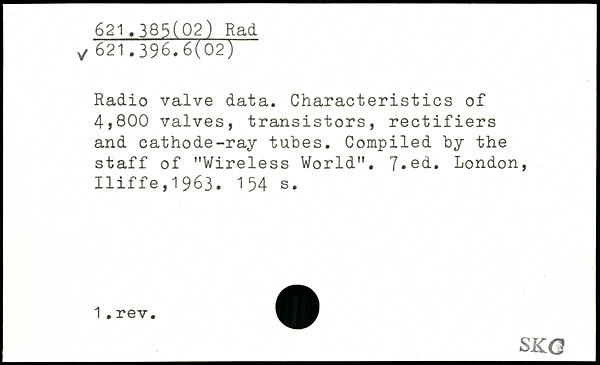 621.385(02) Rad
✓ 621.396.6(02)
Radio valve data. Characteristics of
4,800 valves, transistors, rectifiers
and cathode-ray tubes. Compiled by the
staff of "Wireless World". 7.ed. London,
Iliffe,1963. 154 s.
1.rev.
SKC